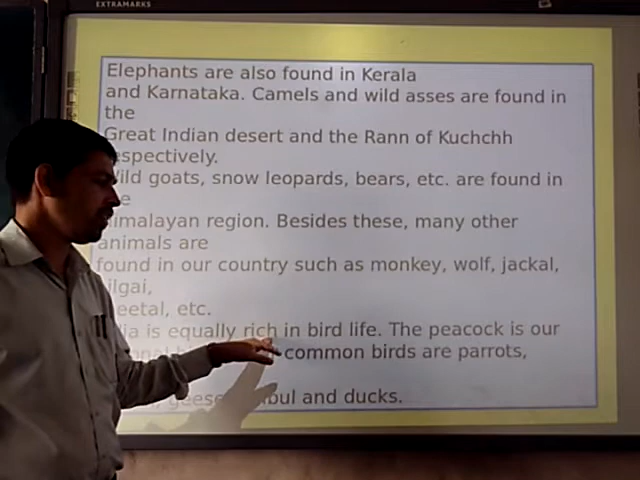 EXTRAMARKS
Elephants are also found in Kerala
and Karnataka. Camels and wild asses are found in
the
Great Indian desert and the Rann of Kuchchh
espectively.
ild goats, snow leopards, bears, etc. are found in
e
imalayan region. Besides these, many other
animals are
found in our country such as monkey, wolf, jackal,
ilgai,
eetal, etc.
ia is equally rich in bird life. The peacock is our
common birds are parrots,
geese bul and ducks.